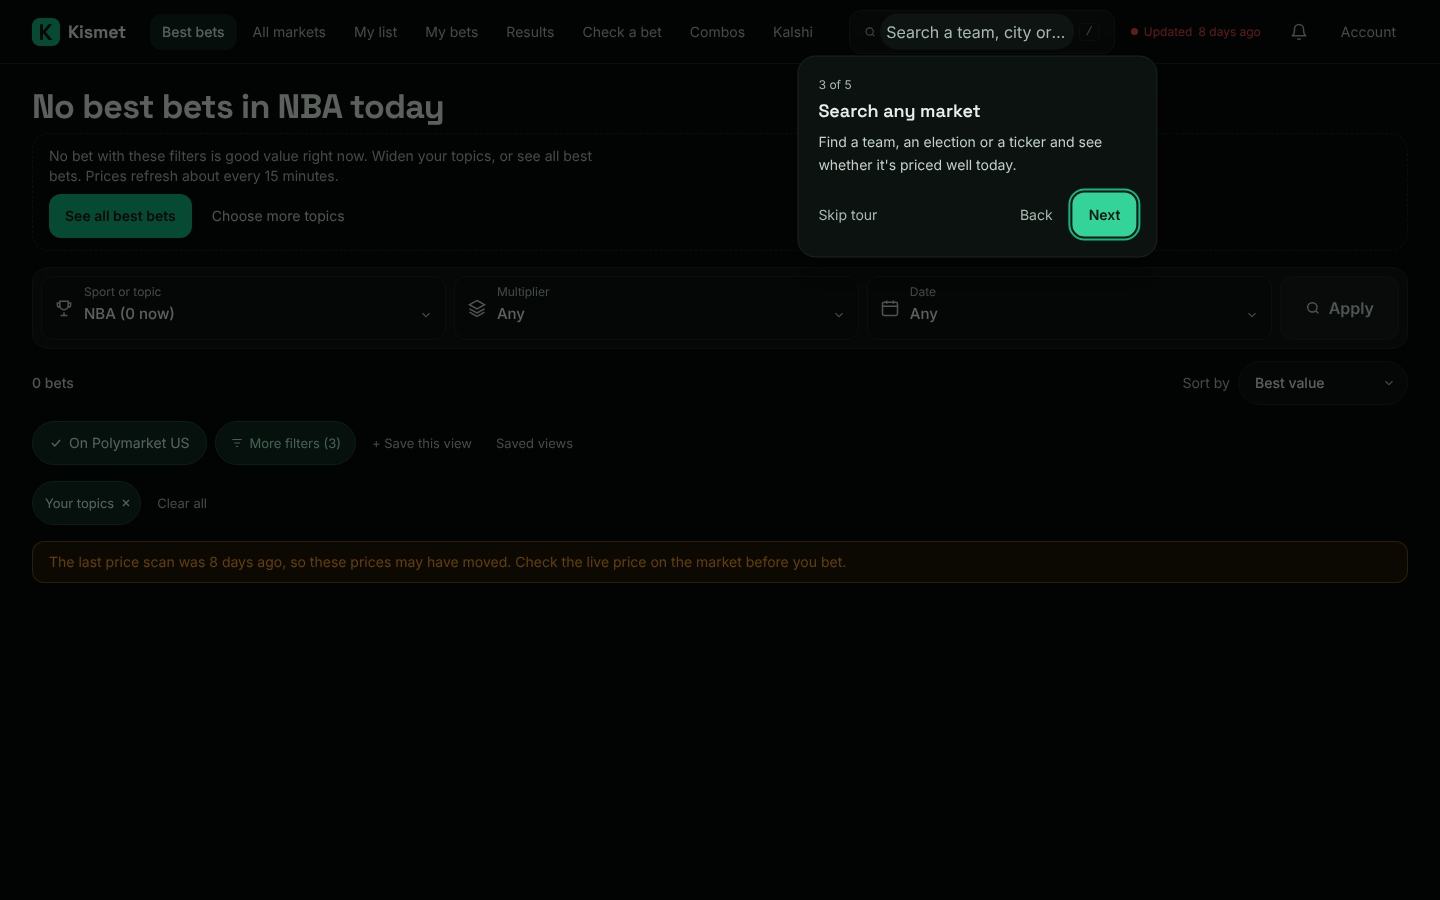 Kismet
Best bets
All markets
My list
My bets
Results
Check a bet
Combos
Kalshi
Search a team, city or...
/
Updated 8 days ago
Account
3 of 5
Search any market
Find a team, an election or a ticker and see
whether it's priced well today.
Skip tour
Back
Next
No best bets in NBA today
No bet with these filters is good value right now. Widen your topics, or see all best
bets. Prices refresh about every 15 minutes.
See all best bets
Choose more topics
Sport or topic
NBA (0 now)
Multiplier
Any
Date
Any
Apply
0 bets
Sort by
Best value
On Polymarket US
More filters (3)
+ Save this view
Saved views
Your topics ×
Clear all
The last price scan was 8 days ago, so these prices may have moved. Check the live price on the market before you bet.